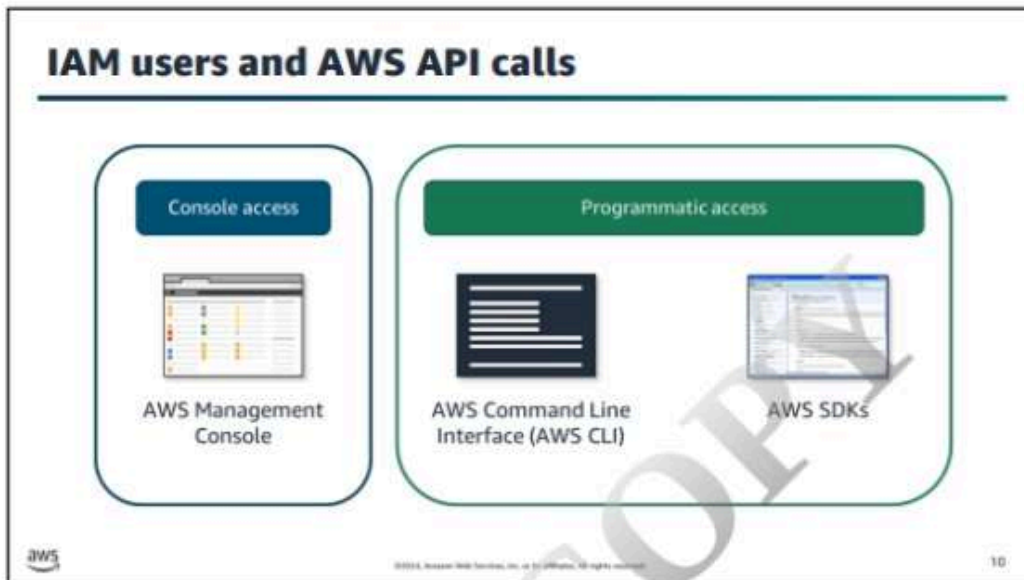 IAM users and AWS API calls
Console access
Programmatic access
AWS Management
Console
AWS Command Line
Interface (AWS CLI)
AWS SDKs
COPY
aws
10